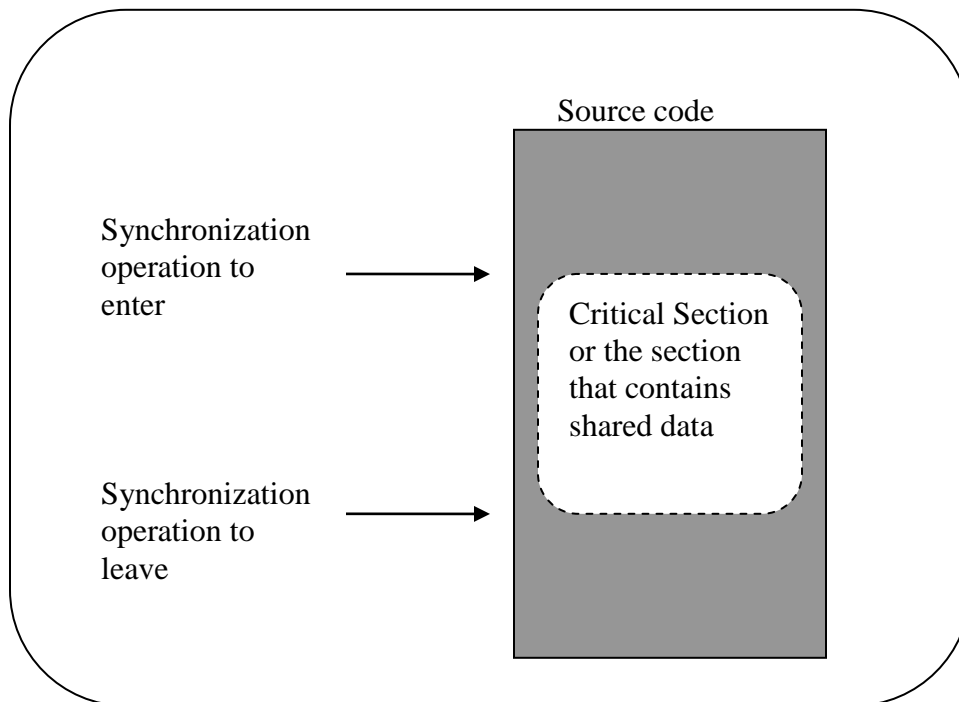 Source code
Synchronization
operation to
enter
Critical Section
or the section
that contains
shared data
Synchronization
operation to
leave